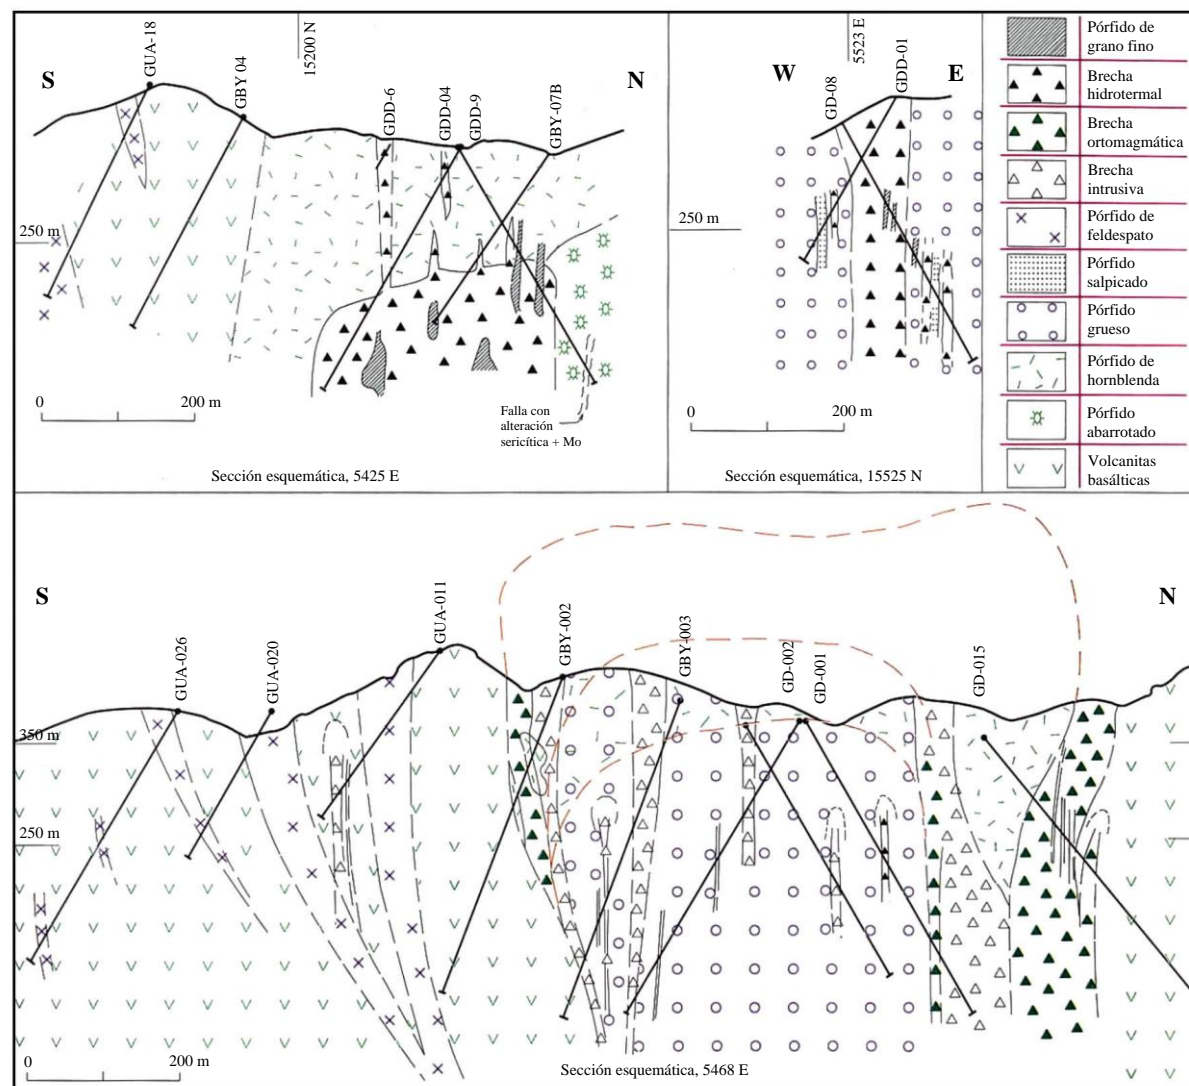 S
GUA-18
GBY 04
15200 N
GDD-6
GDD-04
GDD-9
GBY-07B
N
250 m
0
200 m
Falla con
alteración
sericítica + Mo
Sección esquemática, 5425 E
W
GD-08
5523 E
GDD-01
E
250 m
0
200 m
Sección esquemática, 15525 N
Pórfido de
grano fino
Brecha
hidrotermal
Brecha
ortomagmática
Brecha
intrusiva
Pórfido de
feldespato
Pórfido
salpicado
Pórfido
grueso
Pórfido de
hornblenda
Pórfido
abarrotado
Volcanitas
basálticas
S
GUA-026
GUA-020
GUA-011
GBY-002
GBY-003
GD-002
GD-001
GD-015
N
350 m
250 m
0
200 m
Sección esquemática, 5468 E